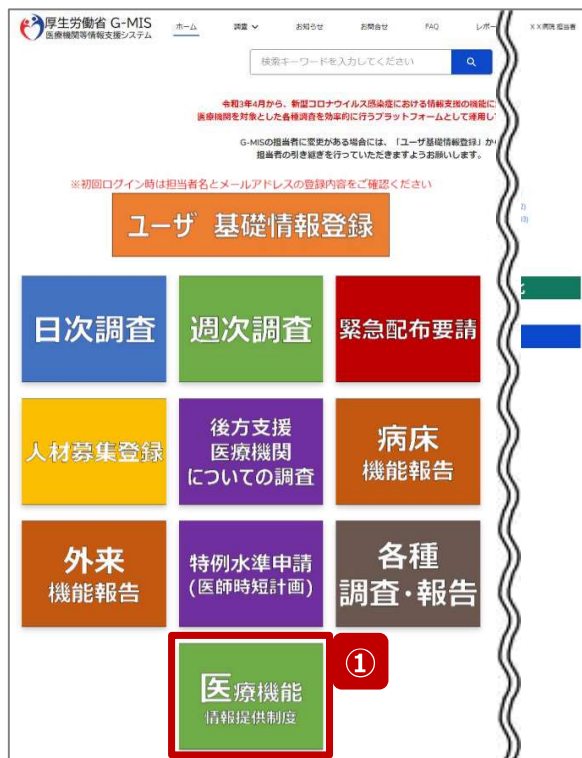 厚生労働省 G-MIS
医療機関等情報支援システム
ホーム 調査 お知らせ お問合せ FAQ レポー
××病院 担当者
検索キーワードを入力してください
令和3年4月から、新型コロナウイルス感染症における情報支援の機能に
医療機関を対象とした各種調査を効率的に行うプラットフォームとして運用し
G-MISの担当者に変更がある場合には、「ユーザ基礎情報登録」か
担当者の引き継ぎを行っていただきますようお願いします。
※初回ログイン時は担当者名とメールアドレスの登録内容をご確認ください
ユーザ 基礎情報登録
日次調査
週次調査
緊急配布要請
人材募集登録
後方支援
医療機関
についての調査
病床
機能報告
外来
機能報告
特例水準申請
(医師時短計画)
各種
調査・報告
医療機能
情報提供制度
①